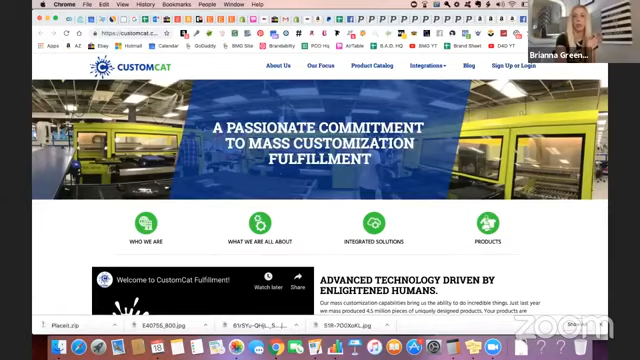 Chrome File Edit View History Bookmarks People Window Help
https://customcat.c...
Apps Email Hotmail Calendar GoDaddy BMG Site Brandability POD HQ AirTable B.A.D. HQ BMG YT Brand Sheet D4D YT
Brianna Green...
CUSTOMCAT
About Us Our Focus Product Catalog Integrations Blog Sign Up or Login
A PASSIONATE COMMITMENT
TO MASS CUSTOMIZATION
FULFILLMENT
WHO WE ARE WHAT WE ARE ALL ABOUT INTEGRATED SOLUTIONS PRODUCTS
Welcome to CustomCat Fulfillment!
Watch later Share
ADVANCED TECHNOLOGY DRIVEN BY
ENLIGHTENED HUMANS.
Our mass customization capabilities bring us the ability to do incredible things. Just last year
we mass produced 4.5 million pieces of uniquely designed products. Your products are
Placeit.zip E40755_800.jpg
zoom